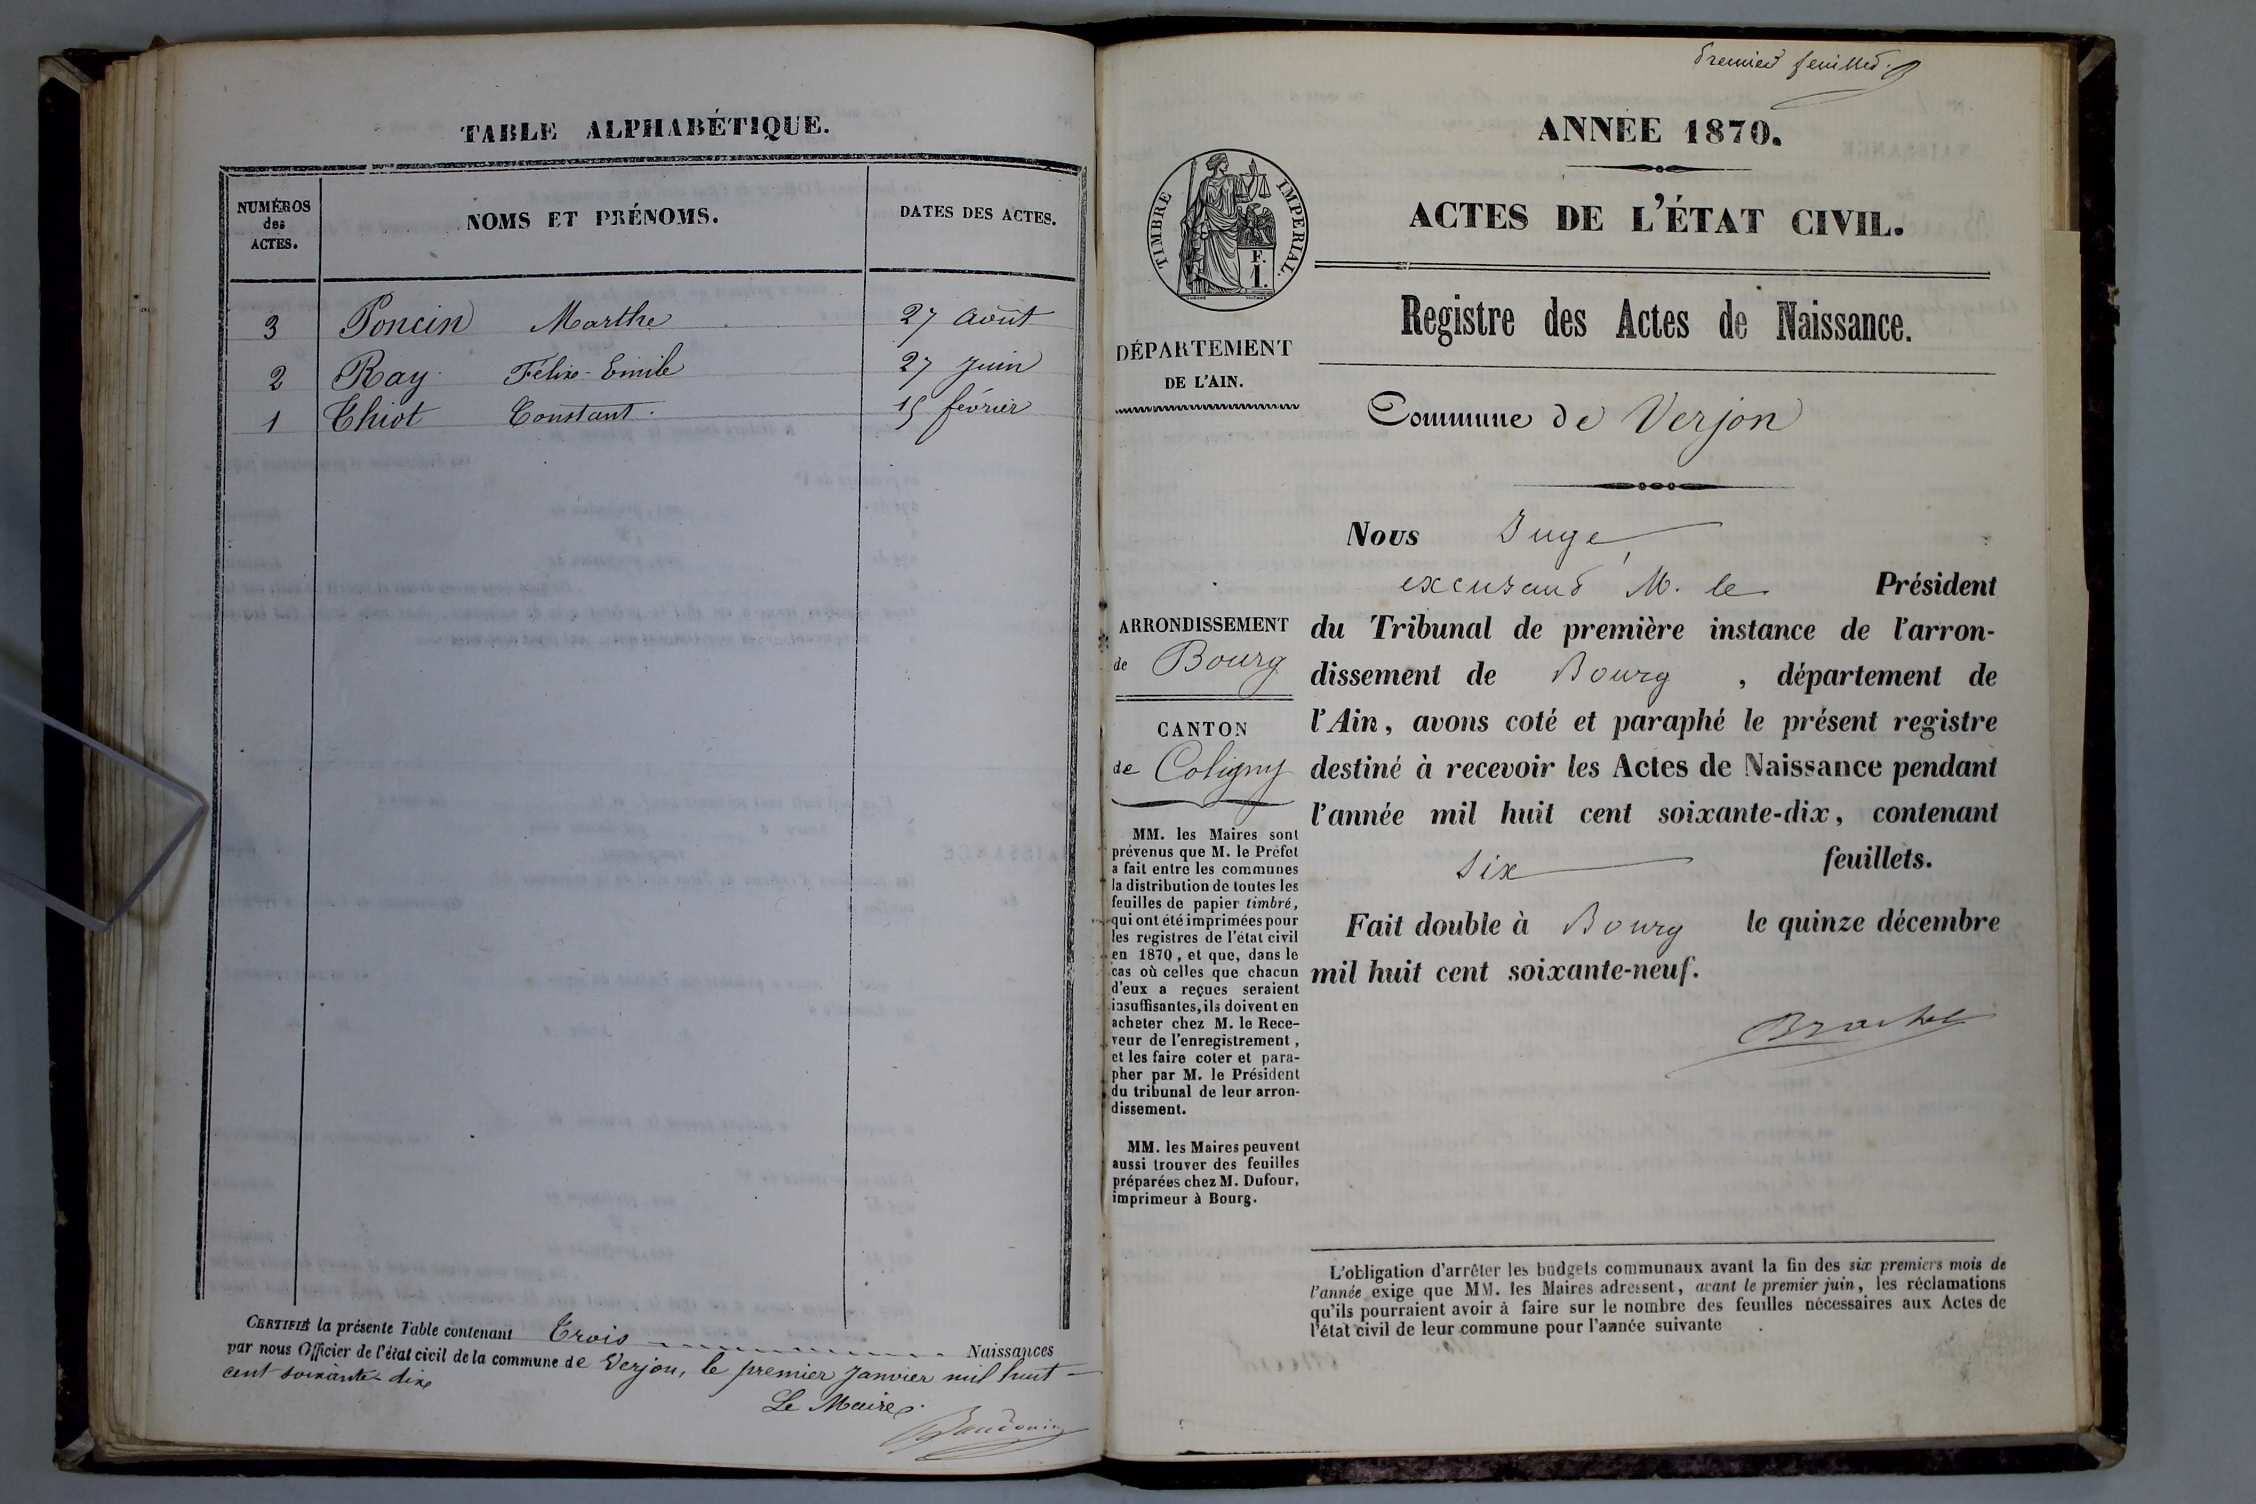 TABLE ALPHABÉTIQUE.
NUMÉROS des ACTES. NOMS ET PRÉNOMS. DATES DES ACTES.
3 Poncin Marthe 27 Août
2 Ray Félix-Emile 27 Juin
1 Thiot Constant. 15 février
CERTIFIÉ la présente Table contenant Trois Naissances
par nous Officier de l'état civil de la commune de Verjon, le premier Janvier mil huit
cent soixante-dix
Le Maire
Premier feuillet.
ANNÉE 1870.
ACTES DE L'ÉTAT CIVIL.
TIMBRE IMPÉRIAL.
F.
1.
Registre des Actes de Naissance.
DÉPARTEMENT
DE L'AIN.
Commune de Verjon
Nous Juge,
M. le Président
ARRONDISSEMENT
de Bourg
CANTON
de Coligny
du Tribunal de première instance de l'arron-
dissement de Bourg, département de
l'Ain, avons coté et paraphé le présent registre
destiné à recevoir les Actes de Naissance pendant
l'année mil huit cent soixante-dix, contenant
six feuillets.
Fait double à Bourg le quinze décembre
mil huit cent soixante-neuf.
MM. les Maires sont
prévenus que M. le Préfet
a fait entre les communes
la distribution de toutes les
feuilles de papier timbré,
qui ont été imprimées pour
les registres de l'état civil
en 1870, et que, dans le
cas où celles que chacun
d'eux a reçues seraient
insuffisantes, ils doivent en
acheter chez M. le Rece-
veur de l'enregistrement,
et les faire coter et para-
pher par M. le Président
du tribunal de leur arron-
dissement.
MM. les Maires peuvent
aussi trouver des feuilles
préparées chez M. Dufour,
imprimeur à Bourg.
L'obligation d'arrêter les budgets communaux avant la fin des six premiers mois de
l'année exige que MM. les Maires adressent, avant le premier juin, les réclamations
qu'ils pourraient avoir à faire sur le nombre des feuilles nécessaires aux Actes de
l'état civil de leur commune pour l'année suivante